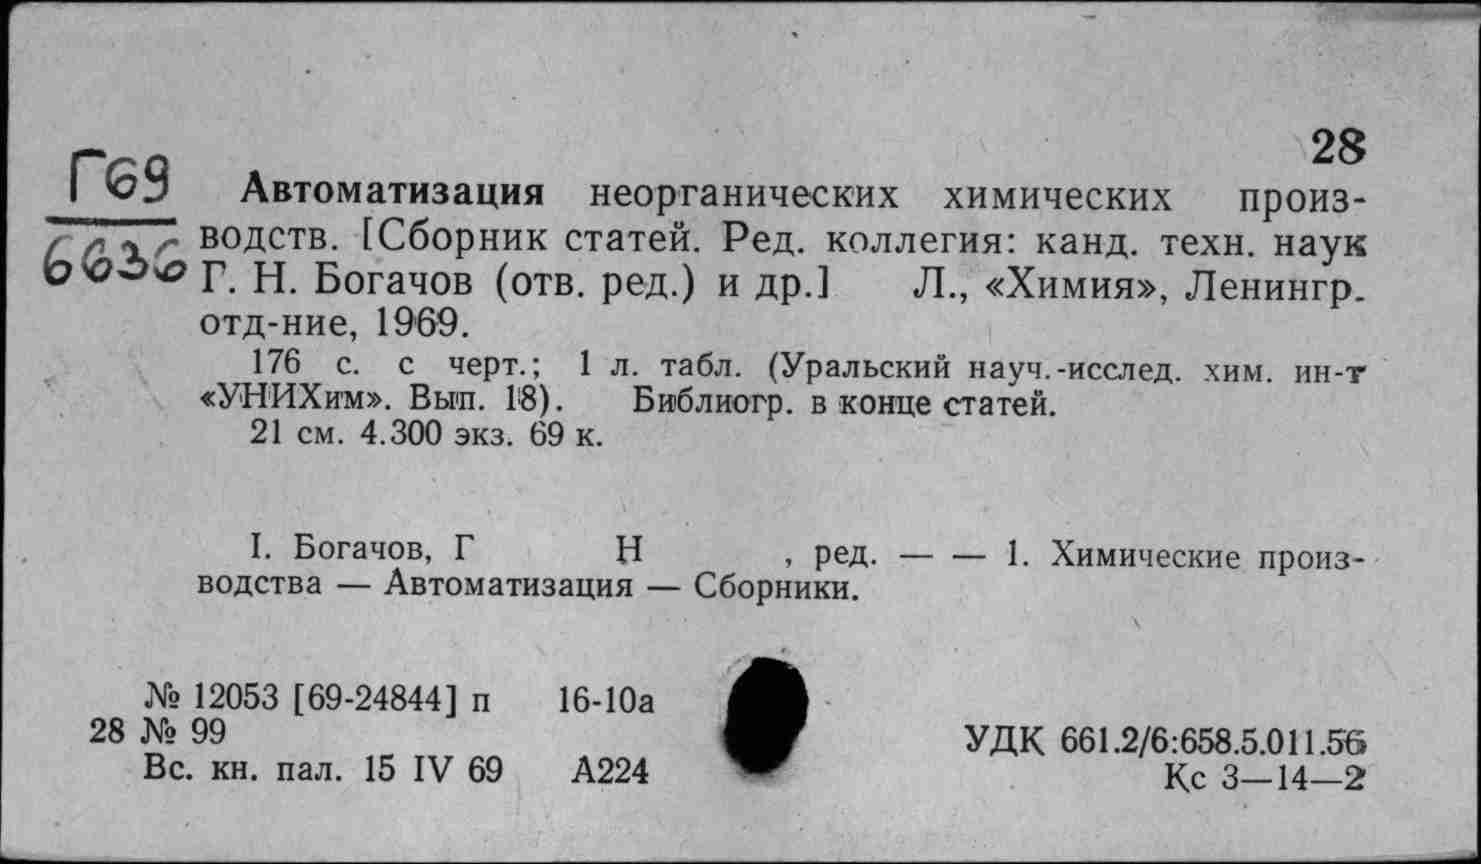 28
Г69
Автоматизация неорганических химических произ-
водств. [Сборник статей. Ред. коллегия: канд. техн. наук
Г. Н. Богачов (отв. ред.) и др.] Л., «Химия», Ленингр.
отд-ние, 1969.
176 с. с черт.; 1 л. табл. (Уральский науч.-исслед. хим. ин-т
«УНИХим». Вып. 18). Библиогр. в конце статей.
21 см. 4.300 экз. 69 к.
I. Богачов, Г Н , ред. — — 1. Химические произ-
водства — Автоматизация — Сборники.
№ 12053 [69-24844] п 16-10а
28 № 99
Вс. кн. пал. 15 IV 69 А224
УДК 661.2/6:658.5.011.56
Кс 3—14—2